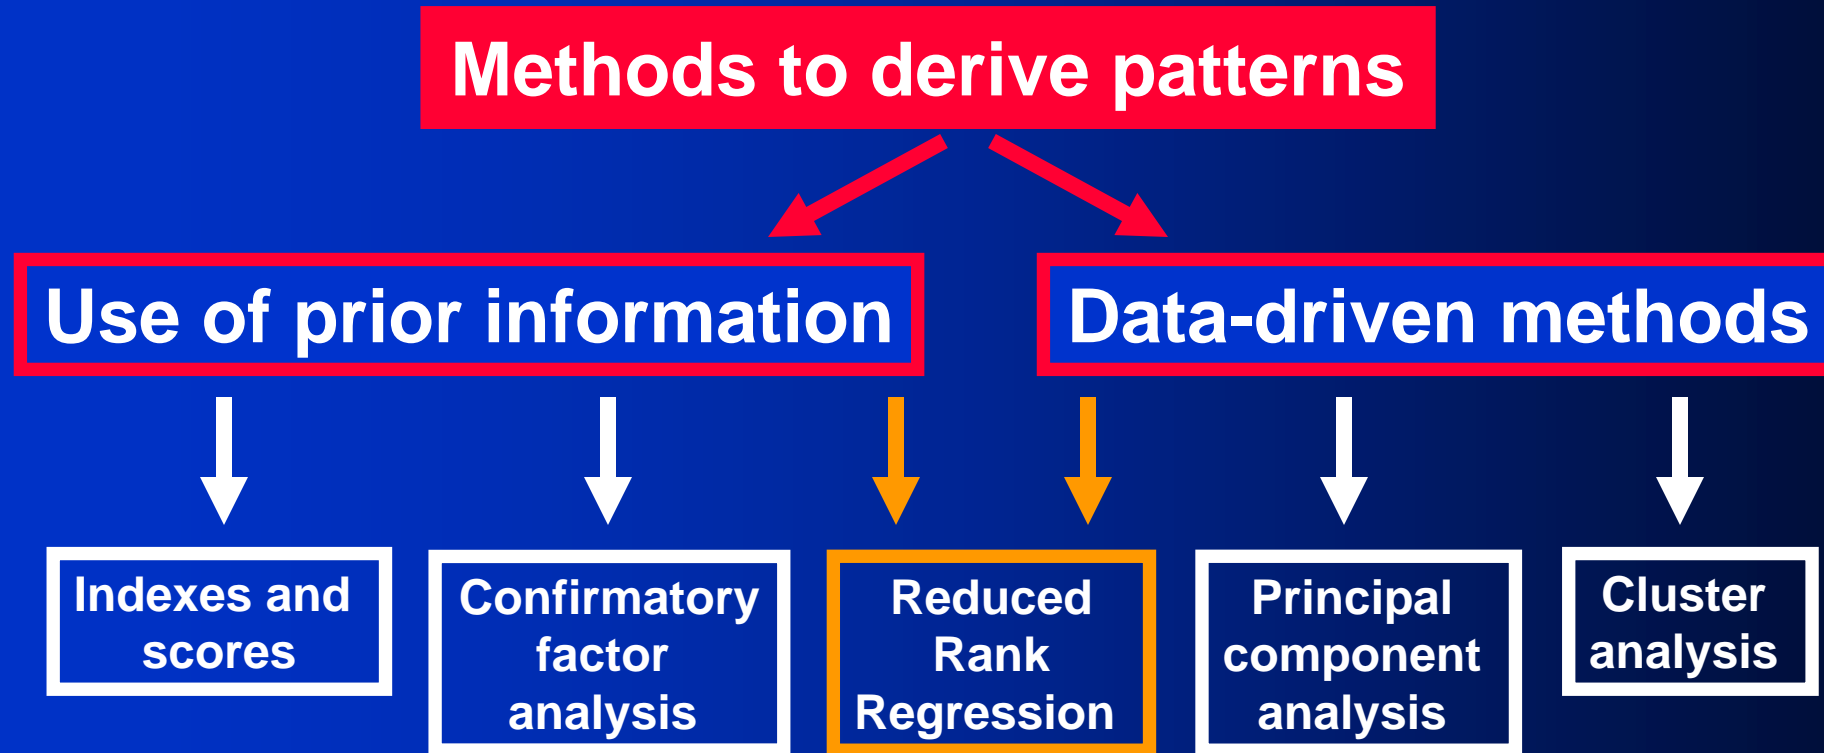 Methods to derive patterns
Use of prior information
Data-driven methods
Indexes and
scores
Confirmatory
factor
analysis
Reduced
Rank
Regression
Principal
component
analysis
Cluster
analysis